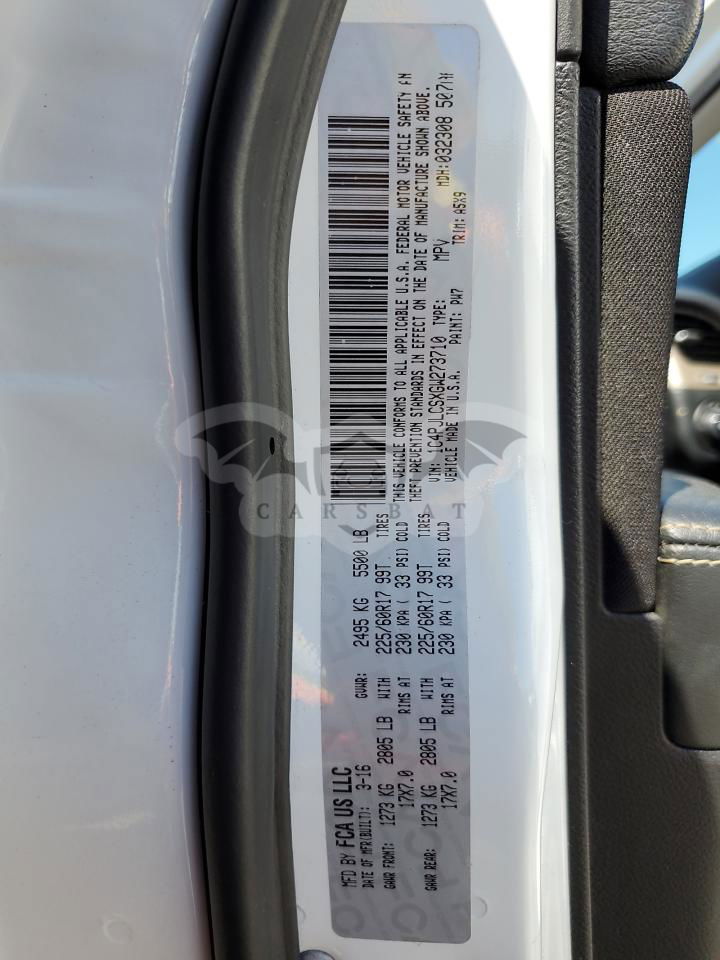 MFD BY FCA US LLC
DATE OF MFR(BUILT): 3-16 GVWR: 2495 KG 5500 LB
GAWR FRONT: 1273 KG 2805 LB WITH 225/60R17 99T TIRES
17X7.0 RIMS AT 230 KPA ( 33 PSI) COLD
GAWR REAR: 1273 KG 2805 LB WITH 225/60R17 99T TIRES
17X7.0 RIMS AT 230 KPA ( 33 PSI) COLD
THIS VEHICLE CONFORMS TO ALL APPLICABLE U.S.A. FEDERAL MOTOR VEHICLE SAFETY
THEFT PREVENTION STANDARDS IN EFFECT ON THE DATE OF MANUFACTURE SHOWN ABOVE.
VIN: 1C4PJLCSXGW273710 TYPE: MPV MDH:032308
VEHICLE MADE IN U.S.A. PAINT: PW7 TRIM: A5X9
CARSBAT